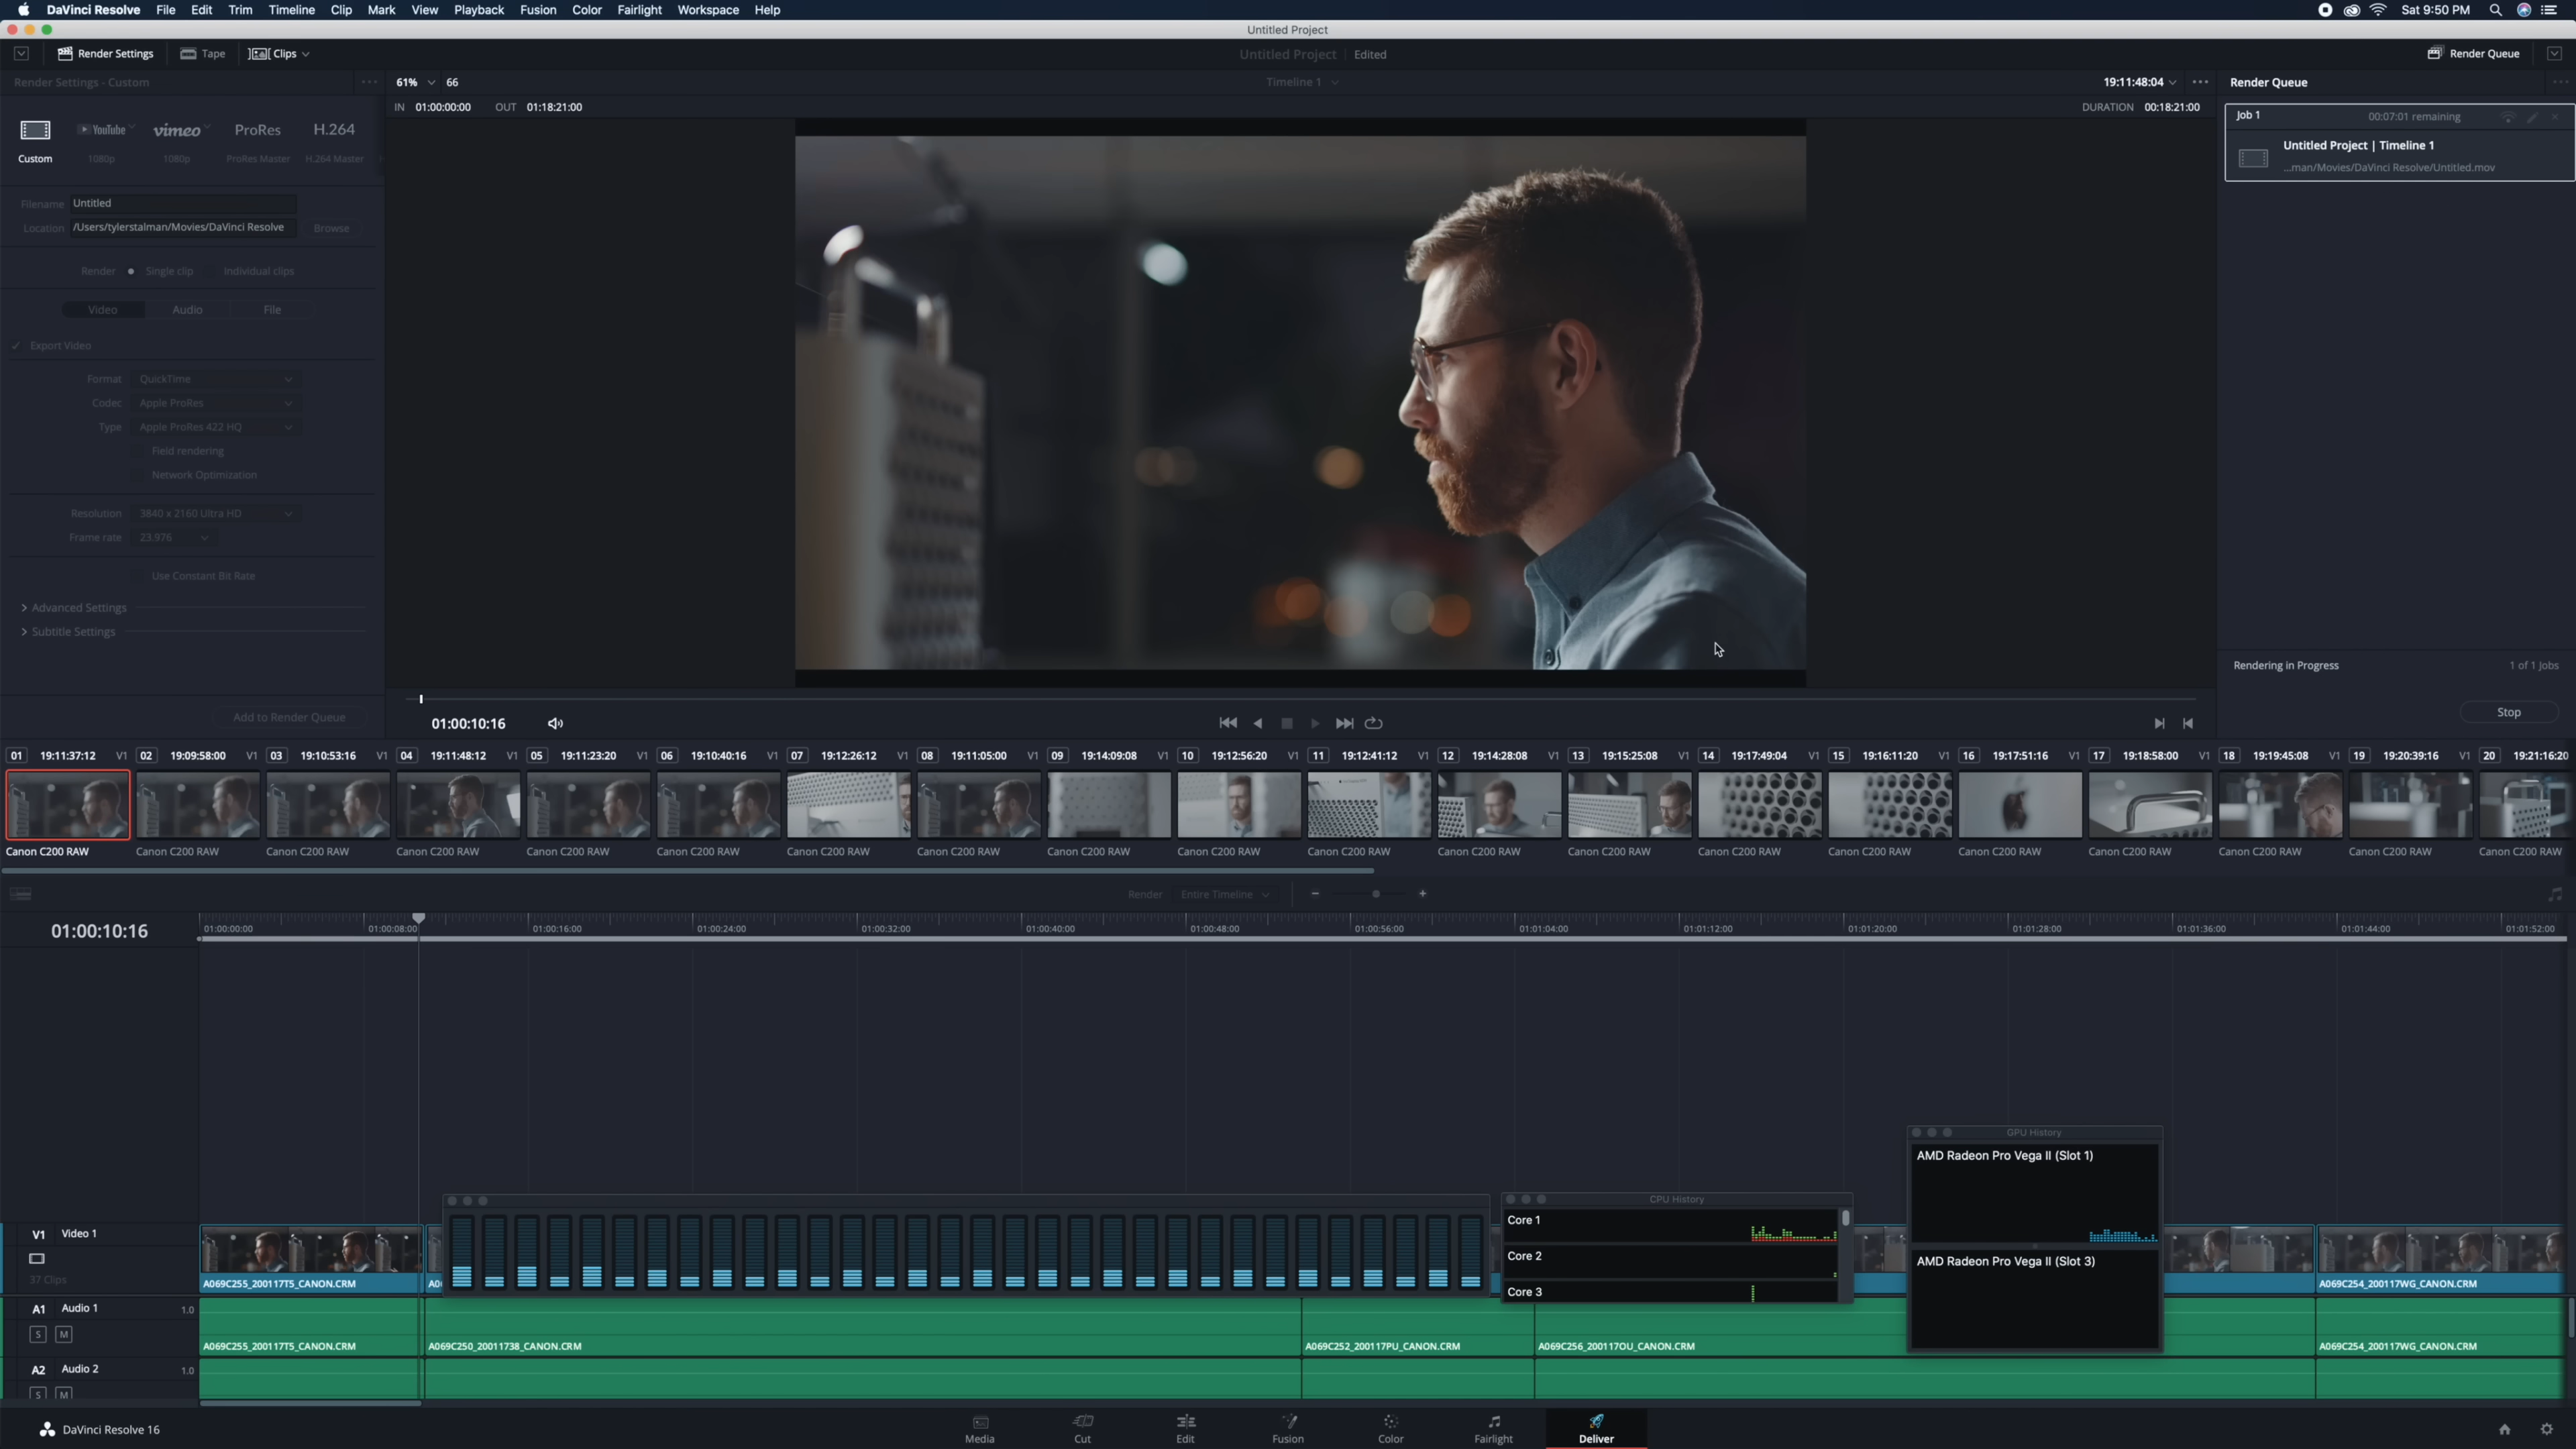 DaVinci Resolve File Edit Trim Timeline Clip Mark View Playback Fusion Color Fairlight Workspace Help Sat 9:50 PM
Untitled Project
Render Settings Tape Clips Untitled Project Edited Render Queue
Render Settings - Custom 61% 66 Timeline 1 19:11:48:04 Render Queue
IN 01:00:00:00 OUT 01:18:21:00 DURATION 00:18:21:00
Job 1 00:07:01 remaining
YouTube vimeo ProRes H.264
Custom 1080p 1080p ProRes Master H.264 Master
Untitled Project | Timeline 1
...man/Movies/DaVinci Resolve/Untitled.mov
Filename Untitled
Location /Users/tylerstalman/Movies/DaVinci Resolve Browse
Render Single clip Individual clips
Video Audio File
Export Video
Format QuickTime
Codec Apple ProRes
Type Apple ProRes 422 HQ
Field rendering
Network Optimization
Resolution 3840 x 2160 Ultra HD
Frame rate 23.976
Use Constant Bit Rate
Advanced Settings
Subtitle Settings
Rendering in Progress 1 of 1 Jobs
Add to Render Queue 01:00:10:16 Stop
01 19:11:37:12 V1 02 19:09:58:00 V1 03 19:10:53:16 V1 04 19:11:48:12 V1 05 19:11:23:20 V1 06 19:10:40:16 V1 07 19:12:26:12 V1 08 19:11:05:00 V1 09 19:14:09:08 V1 10 19:12:56:20 V1 11 19:12:41:12 V1 12 19:14:28:08 V1 13 19:15:25:08 V1 14 19:17:49:04 V1 15 19:16:11:20 V1 16 19:17:51:16 V1 17 19:18:58:00 V1 18 19:19:45:08 V1 19 19:20:39:16 V1 20 19:21:16:20
Canon C200 RAW Canon C200 RAW Canon C200 RAW Canon C200 RAW Canon C200 RAW Canon C200 RAW Canon C200 RAW Canon C200 RAW Canon C200 RAW Canon C200 RAW Canon C200 RAW Canon C200 RAW Canon C200 RAW Canon C200 RAW Canon C200 RAW Canon C200 RAW Canon C200 RAW Canon C200 RAW Canon C200 RAW Canon C200 RAW
Render Entire Timeline
01:00:10:16 01:00:00:00 01:00:08:00 01:00:16:00 01:00:24:00 01:00:32:00 01:00:40:00 01:00:48:00 01:00:56:00 01:01:04:00 01:01:12:00 01:01:20:00 01:01:28:00 01:01:36:00 01:01:44:00 01:01:52:00
GPU History
AMD Radeon Pro Vega II (Slot 1)
AMD Radeon Pro Vega II (Slot 3)
CPU History
Core 1
Core 2
Core 3
V1 Video 1
37 Clips
A069C255_200117T5_CANON.CRM A0 A069C254_200117WG_CANON.CRM
A1 Audio 1 1.0
S M
A069C255_200117T5_CANON.CRM A069C250_20011738_CANON.CRM A069C252_200117PU_CANON.CRM A069C256_200117OU_CANON.CRM A069C254_200117WG_CANON.CRM
A2 Audio 2 1.0
S M
DaVinci Resolve 16 Media Cut Edit Fusion Color Fairlight Deliver